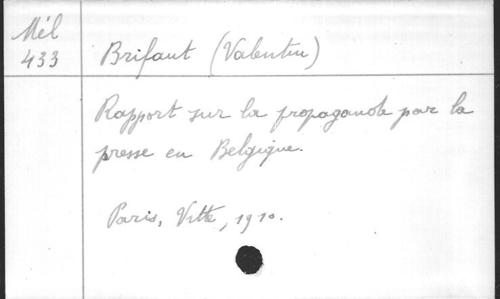 Mél
433
Brifaut (Valentin)
Rapport sur la propagande par la
presse en Belgique.
Paris, Vitte, 1910.